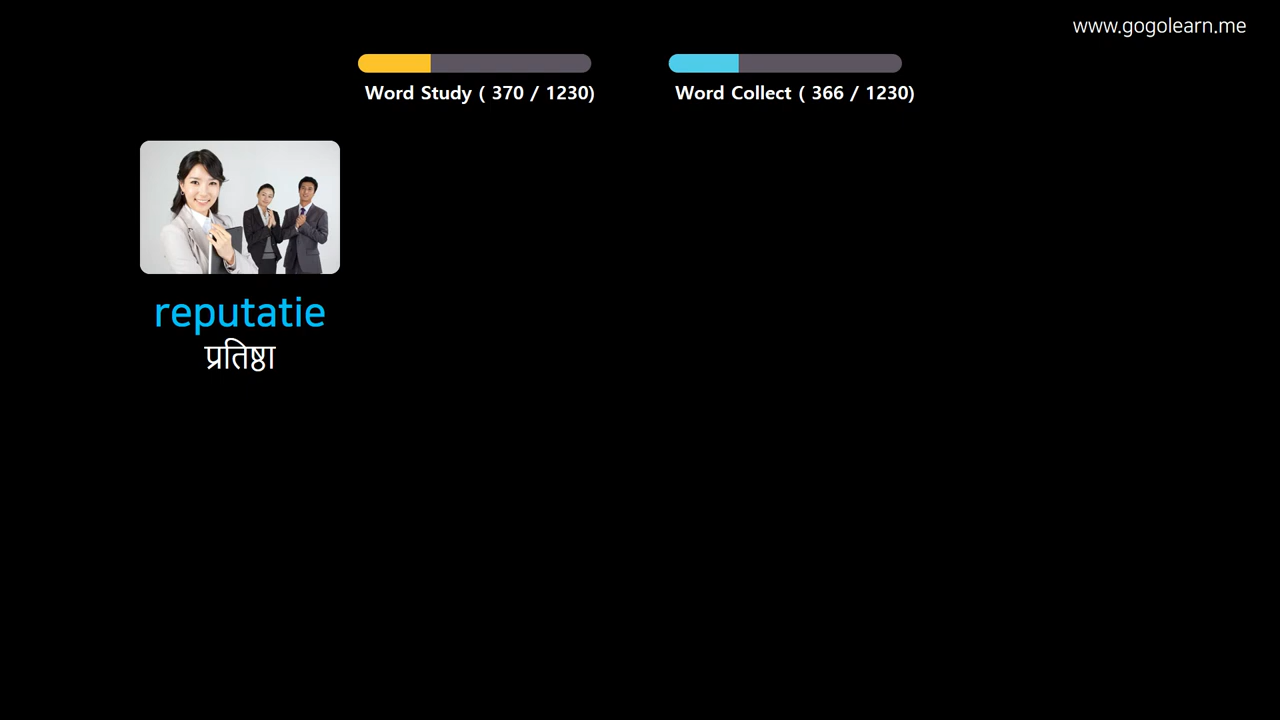 www.gogolearn.me
Word Study ( 370 / 1230)
Word Collect ( 366 / 1230)
reputatie
प्रतिष्ठा